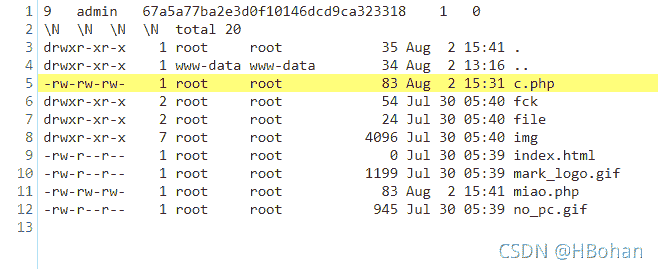 1 9 admin 67a5a77ba2e3d0f10146dcd9ca323318 1 0
2 \N \N \N \N total 20
3 drwxr-xr-x 1 root root 35 Aug 2 15:41 .
4 drwxr-xr-x 1 www-data www-data 34 Aug 2 13:16 ..
5 -rw-rw-rw- 1 root root 83 Aug 2 15:31 c.php
6 drwxr-xr-x 2 root root 54 Jul 30 05:40 fck
7 drwxr-xr-x 2 root root 24 Jul 30 05:40 file
8 drwxr-xr-x 7 root root 4096 Jul 30 05:40 img
9 -rw-r--r-- 1 root root 0 Jul 30 05:39 index.html
10 -rw-r--r-- 1 root root 1199 Jul 30 05:39 mark_logo.gif
11 -rw-rw-rw- 1 root root 83 Aug 2 15:41 miao.php
12 -rw-r--r-- 1 root root 945 Jul 30 05:39 no_pc.gif
13
CSDN @HBohan